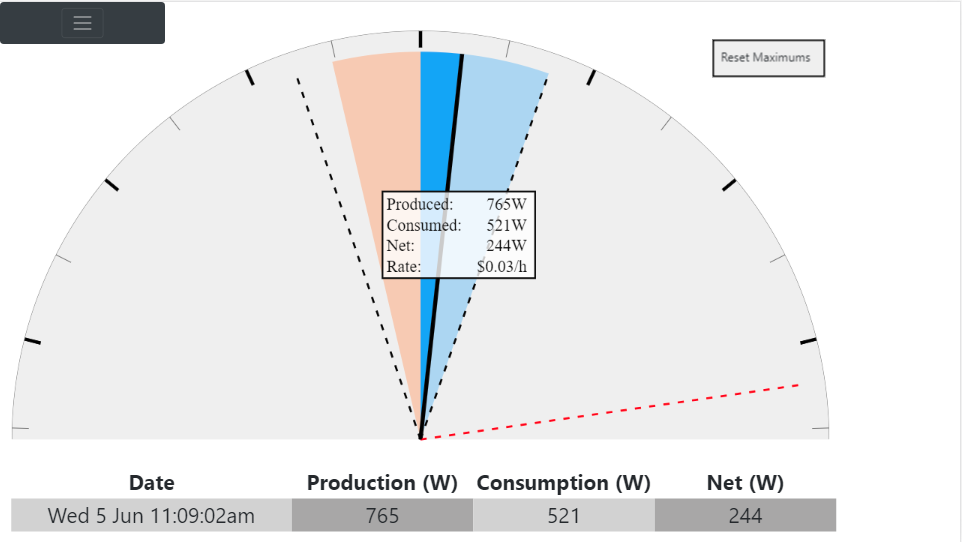 Reset Maximums
Produced: 765W
Consumed: 521W
Net: 244W
Rate: $0.03/h
Date Production (W) Consumption (W) Net (W)
Wed 5 Jun 11:09:02am 765 521 244